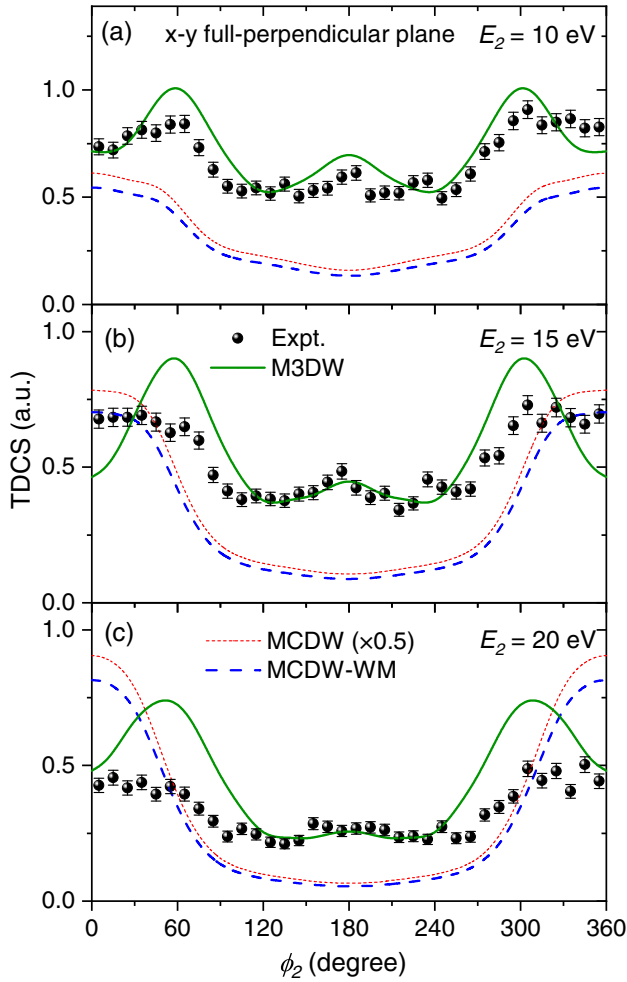 (a) x-y full-perpendicular plane E2 = 10 eV
1.0
0.5
0.0
(b) E2 = 15 eV
Expt.
M3DW
1.0
0.5
0.0
TDCS (a.u.)
(c) MCDW (×0.5) E2 = 20 eV
MCDW-WM
1.0
0.5
0.0
0 60 120 180 240 300 360
ϕ2 (degree)